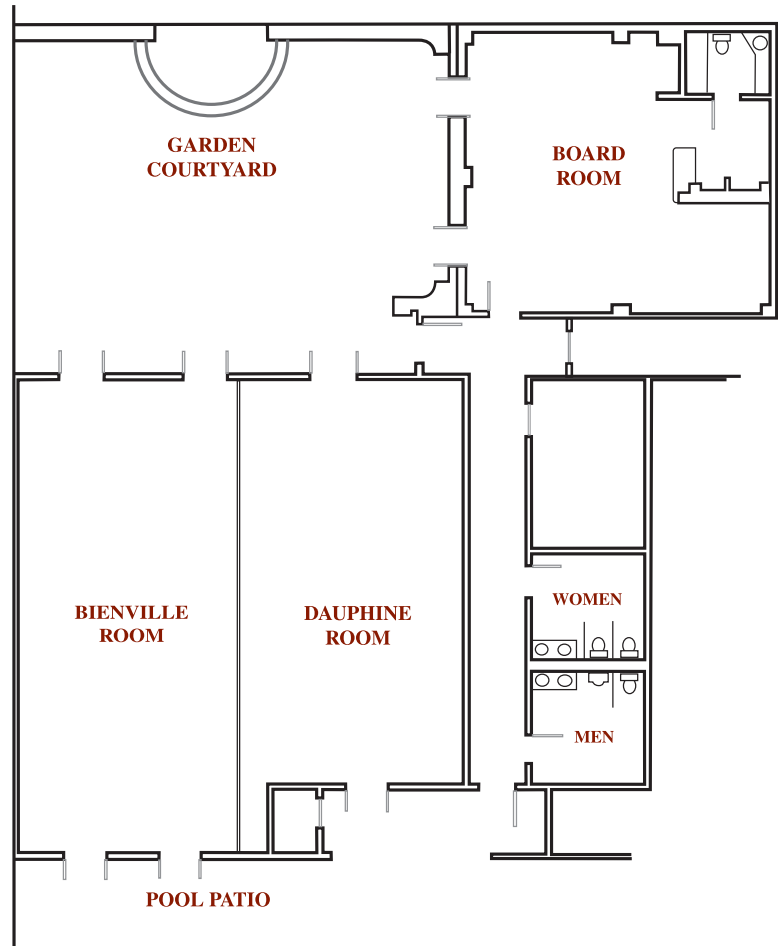 GARDEN
COURTYARD
BOARD
ROOM
BIENVILLE
ROOM
DAUPHINE
ROOM
WOMEN
MEN
POOL PATIO